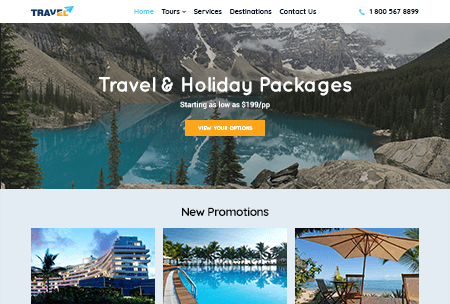 TRAVEL
Home Tours Services Destinations Contact Us 1 800 567 8899
Travel & Holiday Packages
Starting as low as $199/pp
VIEW YOUR OPTIONS
New Promotions